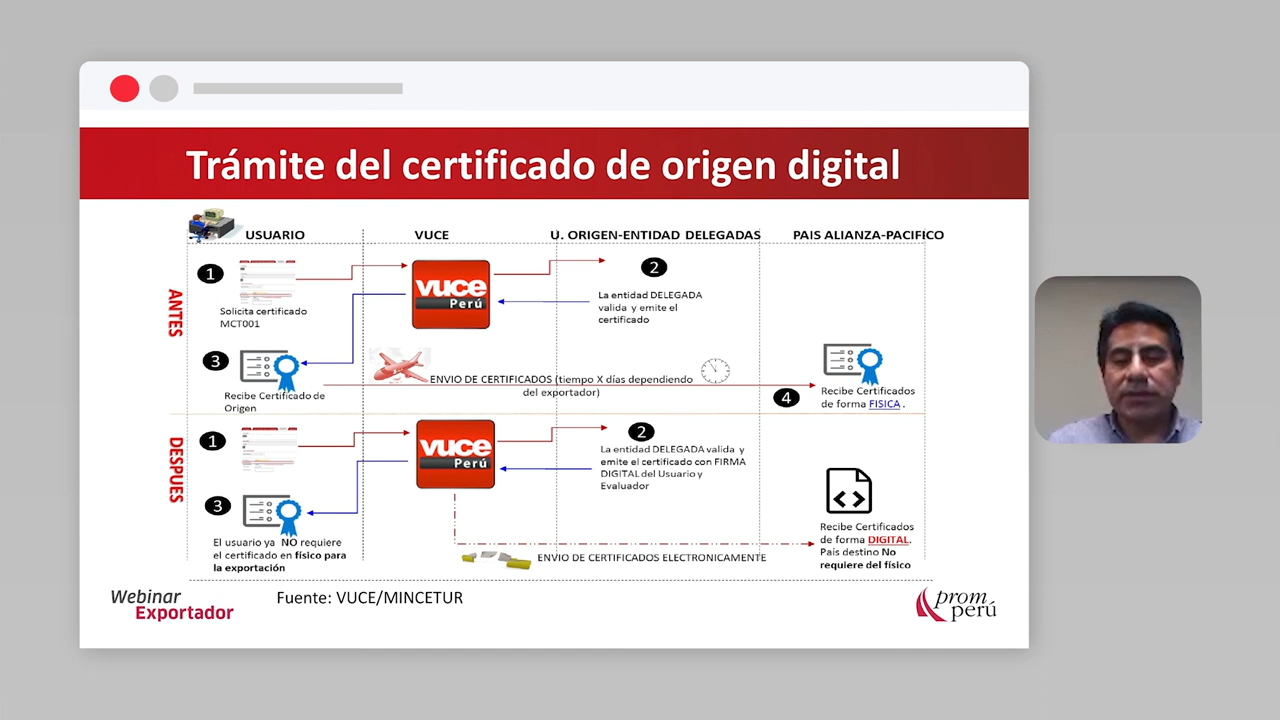 Trámite del certificado de origen digital
USUARIO
VUCE
U. ORIGEN-ENTIDAD DELEGADAS
PAIS ALIANZA-PACIFICO
ANTES
1
Solicita certificado
MCT001
vuce
Perú
2
La entidad DELEGADA
valida y emite el
certificado
3
Recibe Certificado de
Origen
ENVIO DE CERTIFICADOS (tiempo X días dependiendo
del exportador)
4
Recibe Certificados
de forma FISICA .
DESPUES
1
vuce
Perú
2
La entidad DELEGADA valida y
emite el certificado con FIRMA
DIGITAL del Usuario y
Evaluador
3
El usuario ya NO requiere
el certificado en físico para
la exportación
ENVIO DE CERTIFICADOS ELECTRONICAMENTE
Recibe Certificados
de forma DIGITAL.
País destino No
requiere del físico
Webinar
Exportador
Fuente: VUCE/MINCETUR
prom
perú